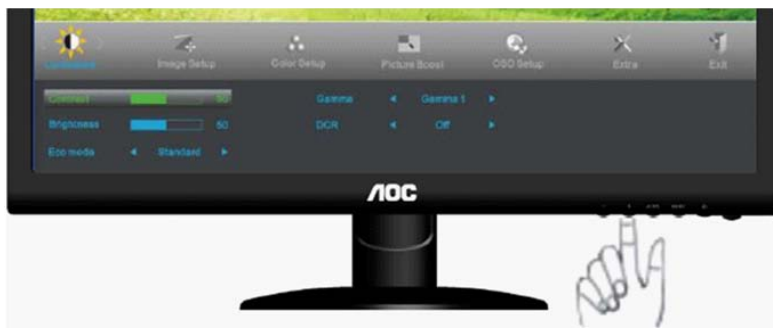 Luminance
Image Setup
Color Setup
Picture Boost
OSD Setup
Extra
Exit
Contrast 50
Gamma Gamma 1
Brightness 50
DCR Off
Eco mode Standard
AOC